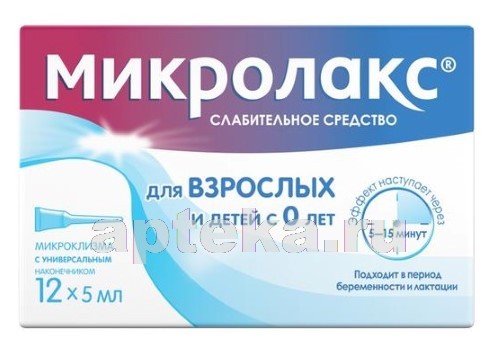 Микролакс®
СЛАБИТЕЛЬНОЕ СРЕДСТВО
для ВЗРОСЛЫХ
и ДЕТЕЙ с 0 ЛЕТ
Эффект наступает через
5–15 минут
МИКРОКЛИЗМА
С УНИВЕРСАЛЬНЫМ
НАКОНЕЧНИКОМ
12 x 5 мл
Подходит в период
беременности и лактации
apteka.ru